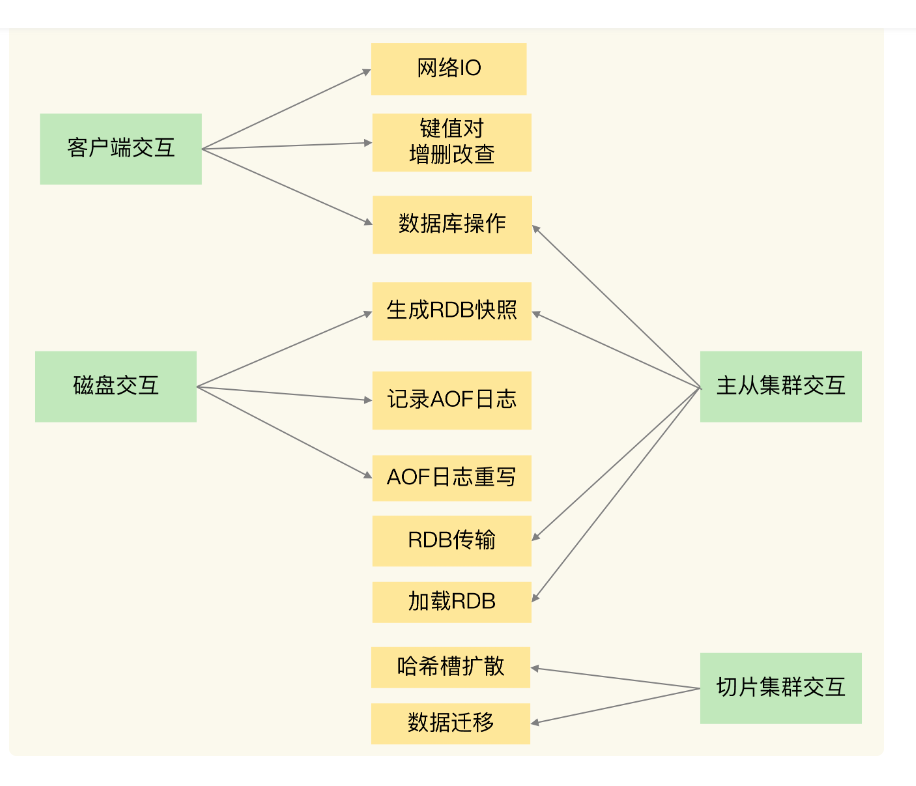 网络IO
客户端交互
键值对
增删改查
数据库操作
生成RDB快照
磁盘交互
主从集群交互
记录AOF日志
AOF日志重写
RDB传输
加载RDB
哈希槽扩散
切片集群交互
数据迁移